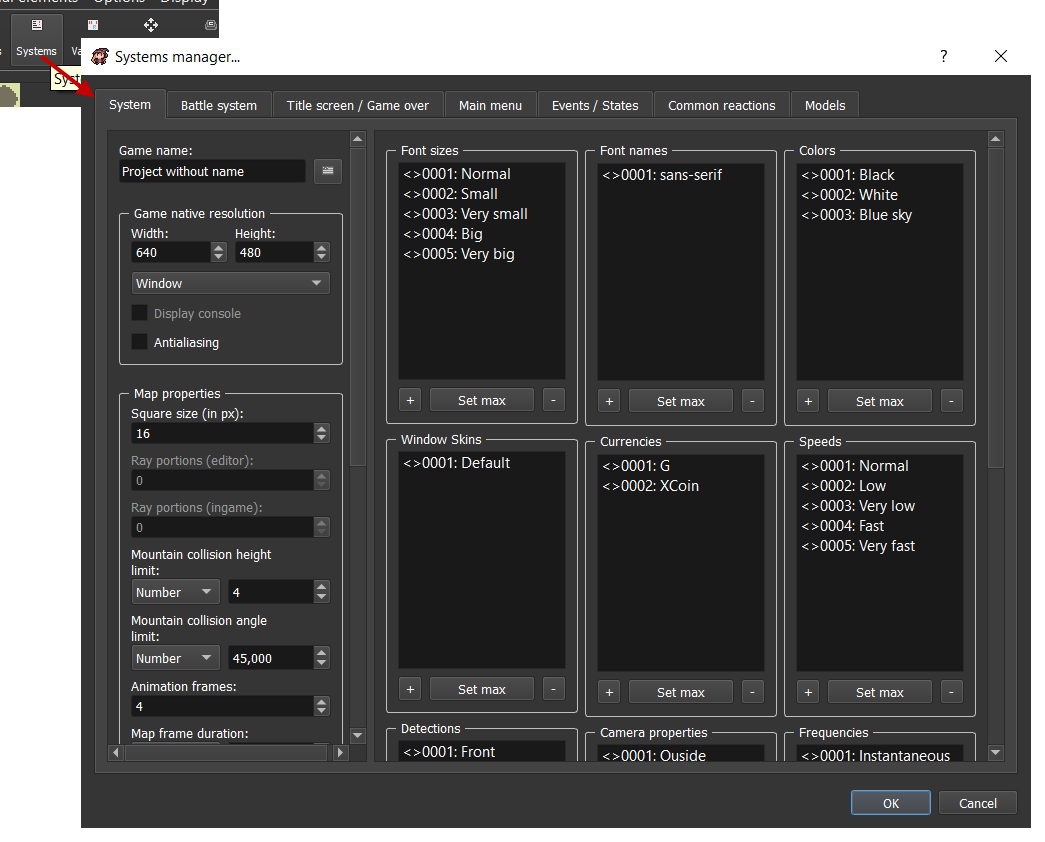 Options
Display
Systems
Syst
Systems manager...
?
System
Battle system
Title screen / Game over
Main menu
Events / States
Common reactions
Models
Game name:
Project without name
Game native resolution
Width:
Height:
640
480
Window
Display console
Antialiasing
Map properties
Square size (in px):
16
Ray portions (editor):
0
Ray portions (ingame):
0
Mountain collision height
limit:
Number
4
Mountain collision angle
limit:
Number
45,000
Animation frames:
4
Map frame duration:
Font sizes
<>0001: Normal
<>0002: Small
<>0003: Very small
<>0004: Big
<>0005: Very big
+
Set max
-
Font names
<>0001: sans-serif
+
Set max
-
Colors
<>0001: Black
<>0002: White
<>0003: Blue sky
+
Set max
-
Window Skins
<>0001: Default
+
Set max
-
Currencies
<>0001: G
<>0002: XCoin
+
Set max
-
Speeds
<>0001: Normal
<>0002: Low
<>0003: Very low
<>0004: Fast
<>0005: Very fast
+
Set max
-
Detections
<>0001: Front
Camera properties
<>0001: Ouside
Frequencies
<>0001: Instantaneous
OK
Cancel